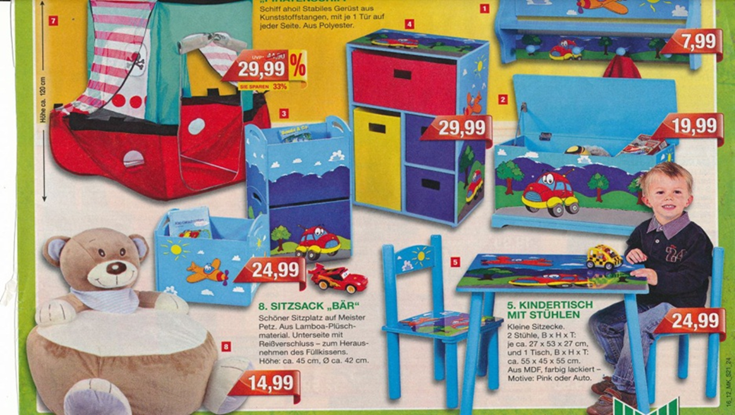 7
Schiff ahoi! Stabiles Gerüst aus
Kunststoffstangen, mit je 1 Tür auf
jeder Seite. Aus Polyester.
Höhe ca. 120 cm
29,99
%
SIE SPAREN 33%
4
1
7,99
3
29,99
2
19,99
24,99
8. SITZSACK „BÄR“
Schöner Sitzplatz auf Meister
Petz. Aus Lamboa-Plüsch-
material. Unterseite mit
Reißverschluss – zum Heraus-
nehmen des Füllkissens.
Höhe: ca. 45 cm, Ø ca. 42 cm.
8
14,99
5
5. KINDERTISCH
MIT STÜHLEN
Kleine Sitzecke.
2 Stühle, B x H x T:
je ca. 27 x 53 x 27 cm,
und 1 Tisch, B x H x T:
ca. 55 x 45 x 55 cm.
Aus MDF, farbig lackiert –
Motive: Pink oder Auto.
24,99